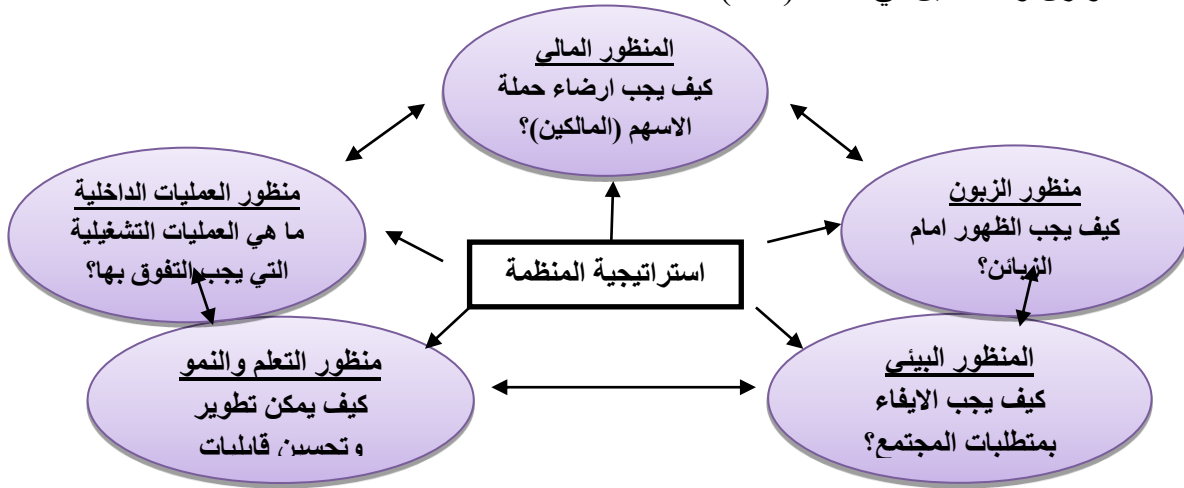 المنظور المالي
كيف يجب ارضاء حملة
الاسهم (المالكين)؟
منظور الزبون
كيف يجب الظهور امام
الزبائن؟
منظور العمليات الداخلية
ما هي العمليات التشغيلية
التي يجب التفوق بها؟
استراتيجية المنظمة
المنظور البيئي
كيف يجب الايفاء
بمتطلبات المجتمع؟
منظور التعلم والنمو
كيف يمكن تطوير
وتحسين قابليات